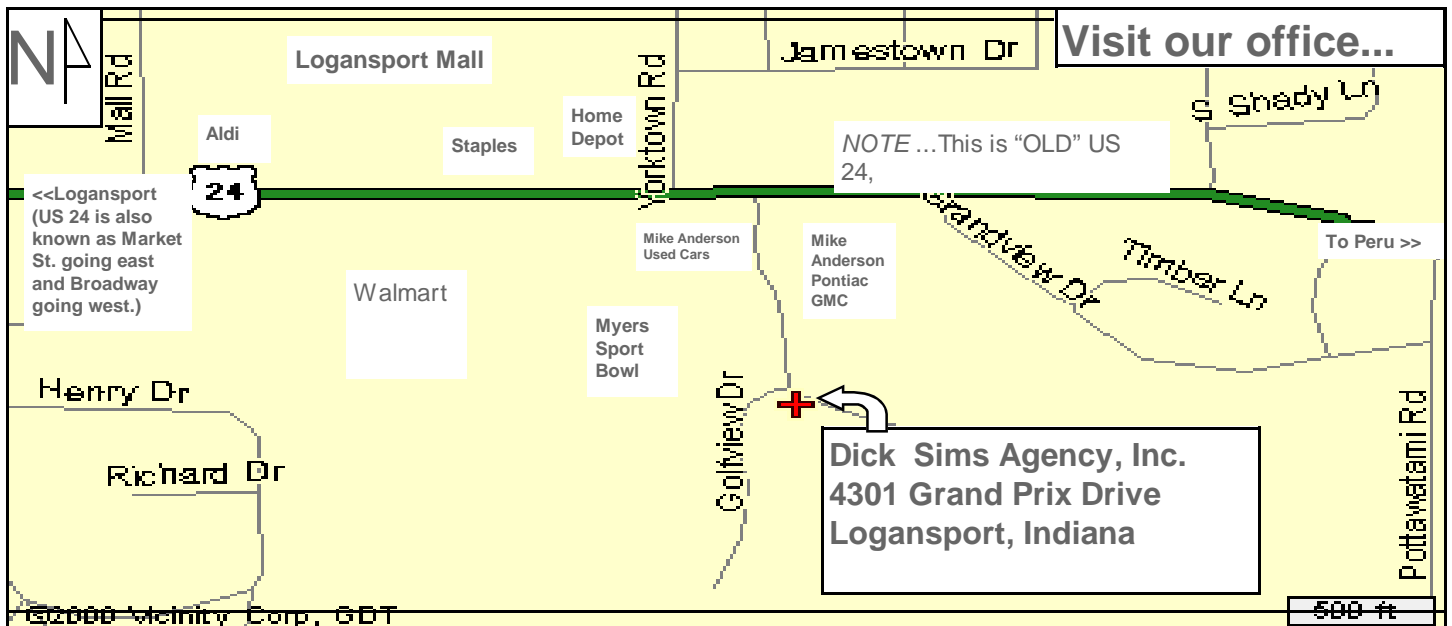 N
Mall Rd
Logansport Mall
Yorktown Rd
Jamestown Dr
Visit our office...
S Shady Ln
Aldi
Staples
Home
Depot
NOTE …This is “OLD” US
24,
24
<<Logansport
(US 24 is also
known as Market
St. going east
and Broadway
going west.)
Walmart
Mike Anderson
Used Cars
Mike
Anderson
Pontiac
GMC
Grandview Dr
Timber Ln
To Peru >>
Myers
Sport
Bowl
Henry Dr
Richard Dr
Golfview Dr
Dick  Sims Agency, Inc.
4301 Grand Prix Drive
Logansport, Indiana
Pottawatami Rd
©2000 Vicinity Corp, GDT
500 ft